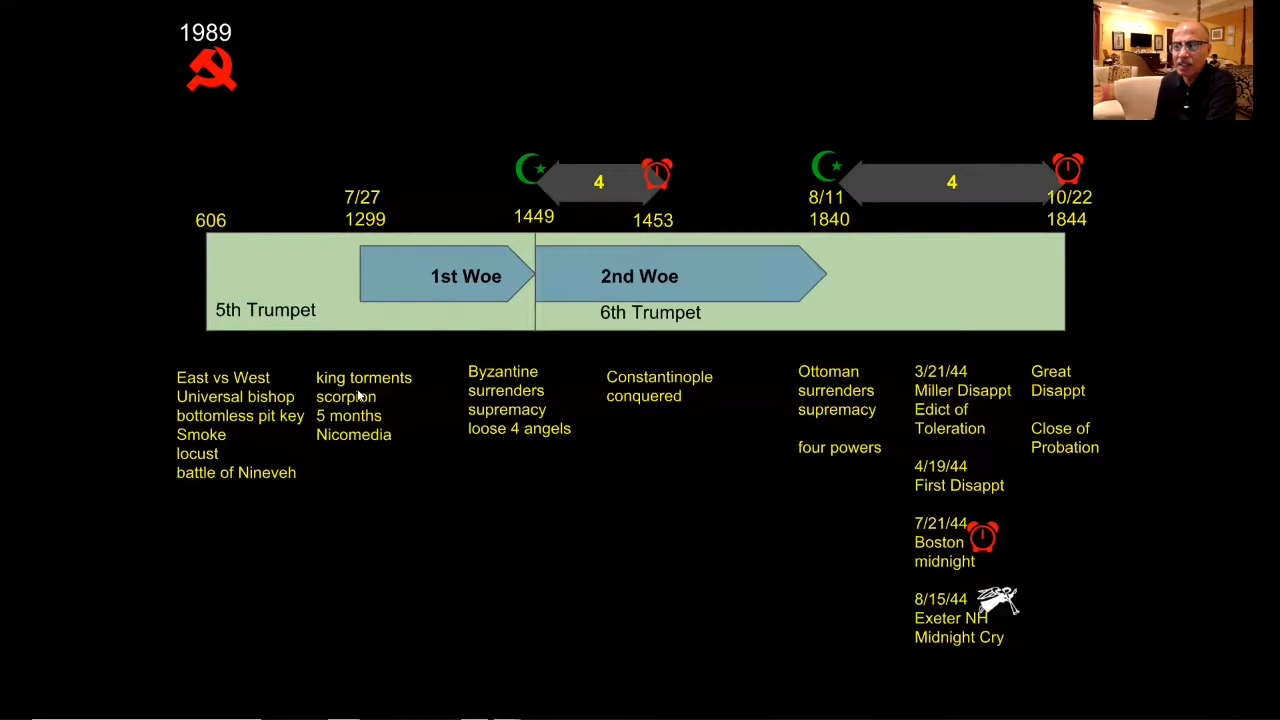 1989
4
4
7/27
1299
8/11
1840
10/22
1844
606
1449
1453
1st Woe
2nd Woe
5th Trumpet
6th Trumpet
East vs West
Universal bishop
bottomless pit key
Smoke
locust
battle of Nineveh
king torments
scorpion
5 months
Nicomedia
Byzantine
surrenders
supremacy
loose 4 angels
Constantinople
conquered
Ottoman
surrenders
supremacy
four powers
3/21/44
Miller Disappt
Edict of
Toleration
4/19/44
First Disappt
7/21/44
Boston
midnight
8/15/44
Exeter NH
Midnight Cry
Great
Disappt
Close of
Probation